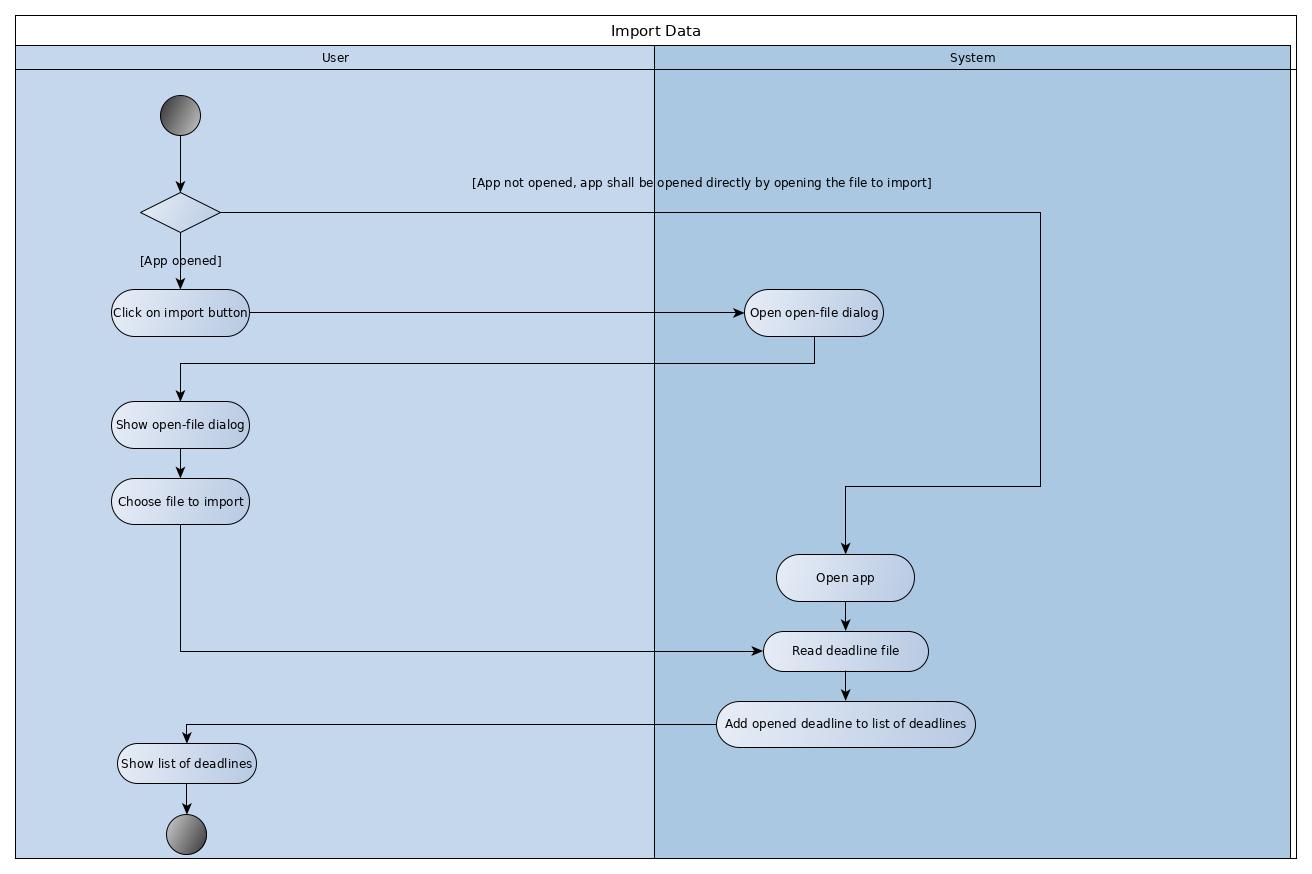 Import Data
User
System
[App not opened, app shall be opened directly by opening the file to import]
[App opened]
Click on import button
Open open-file dialog
Show open-file dialog
Choose file to import
Open app
Read deadline file
Add opened deadline to list of deadlines
Show list of deadlines